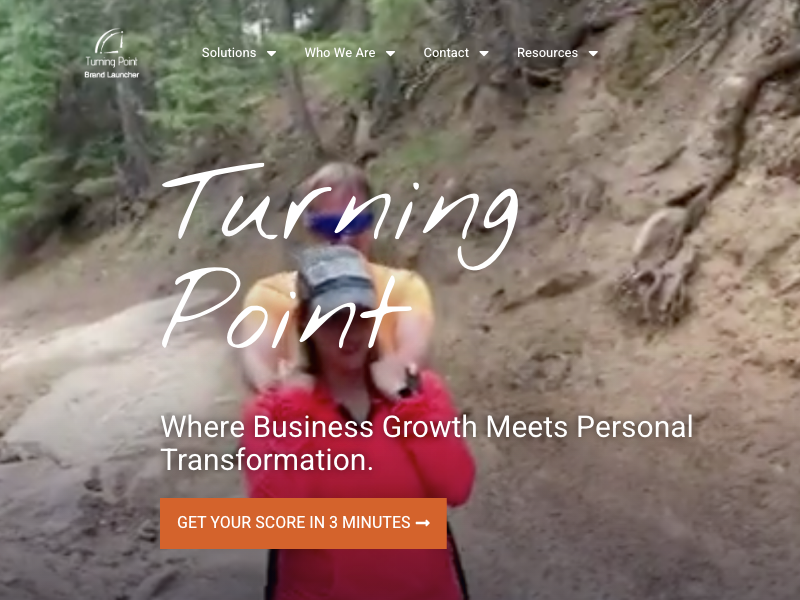 Turning Point
Brand Launcher
Solutions
Who We Are
Contact
Resources
Turning
Point
Where Business Growth Meets Personal
Transformation.
GET YOUR SCORE IN 3 MINUTES